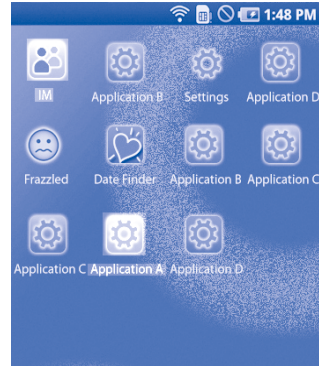 1:48 PM
IM
Application B Settings Application D
Frazzled Date Finder Application B Application C
Application C Application A Application D